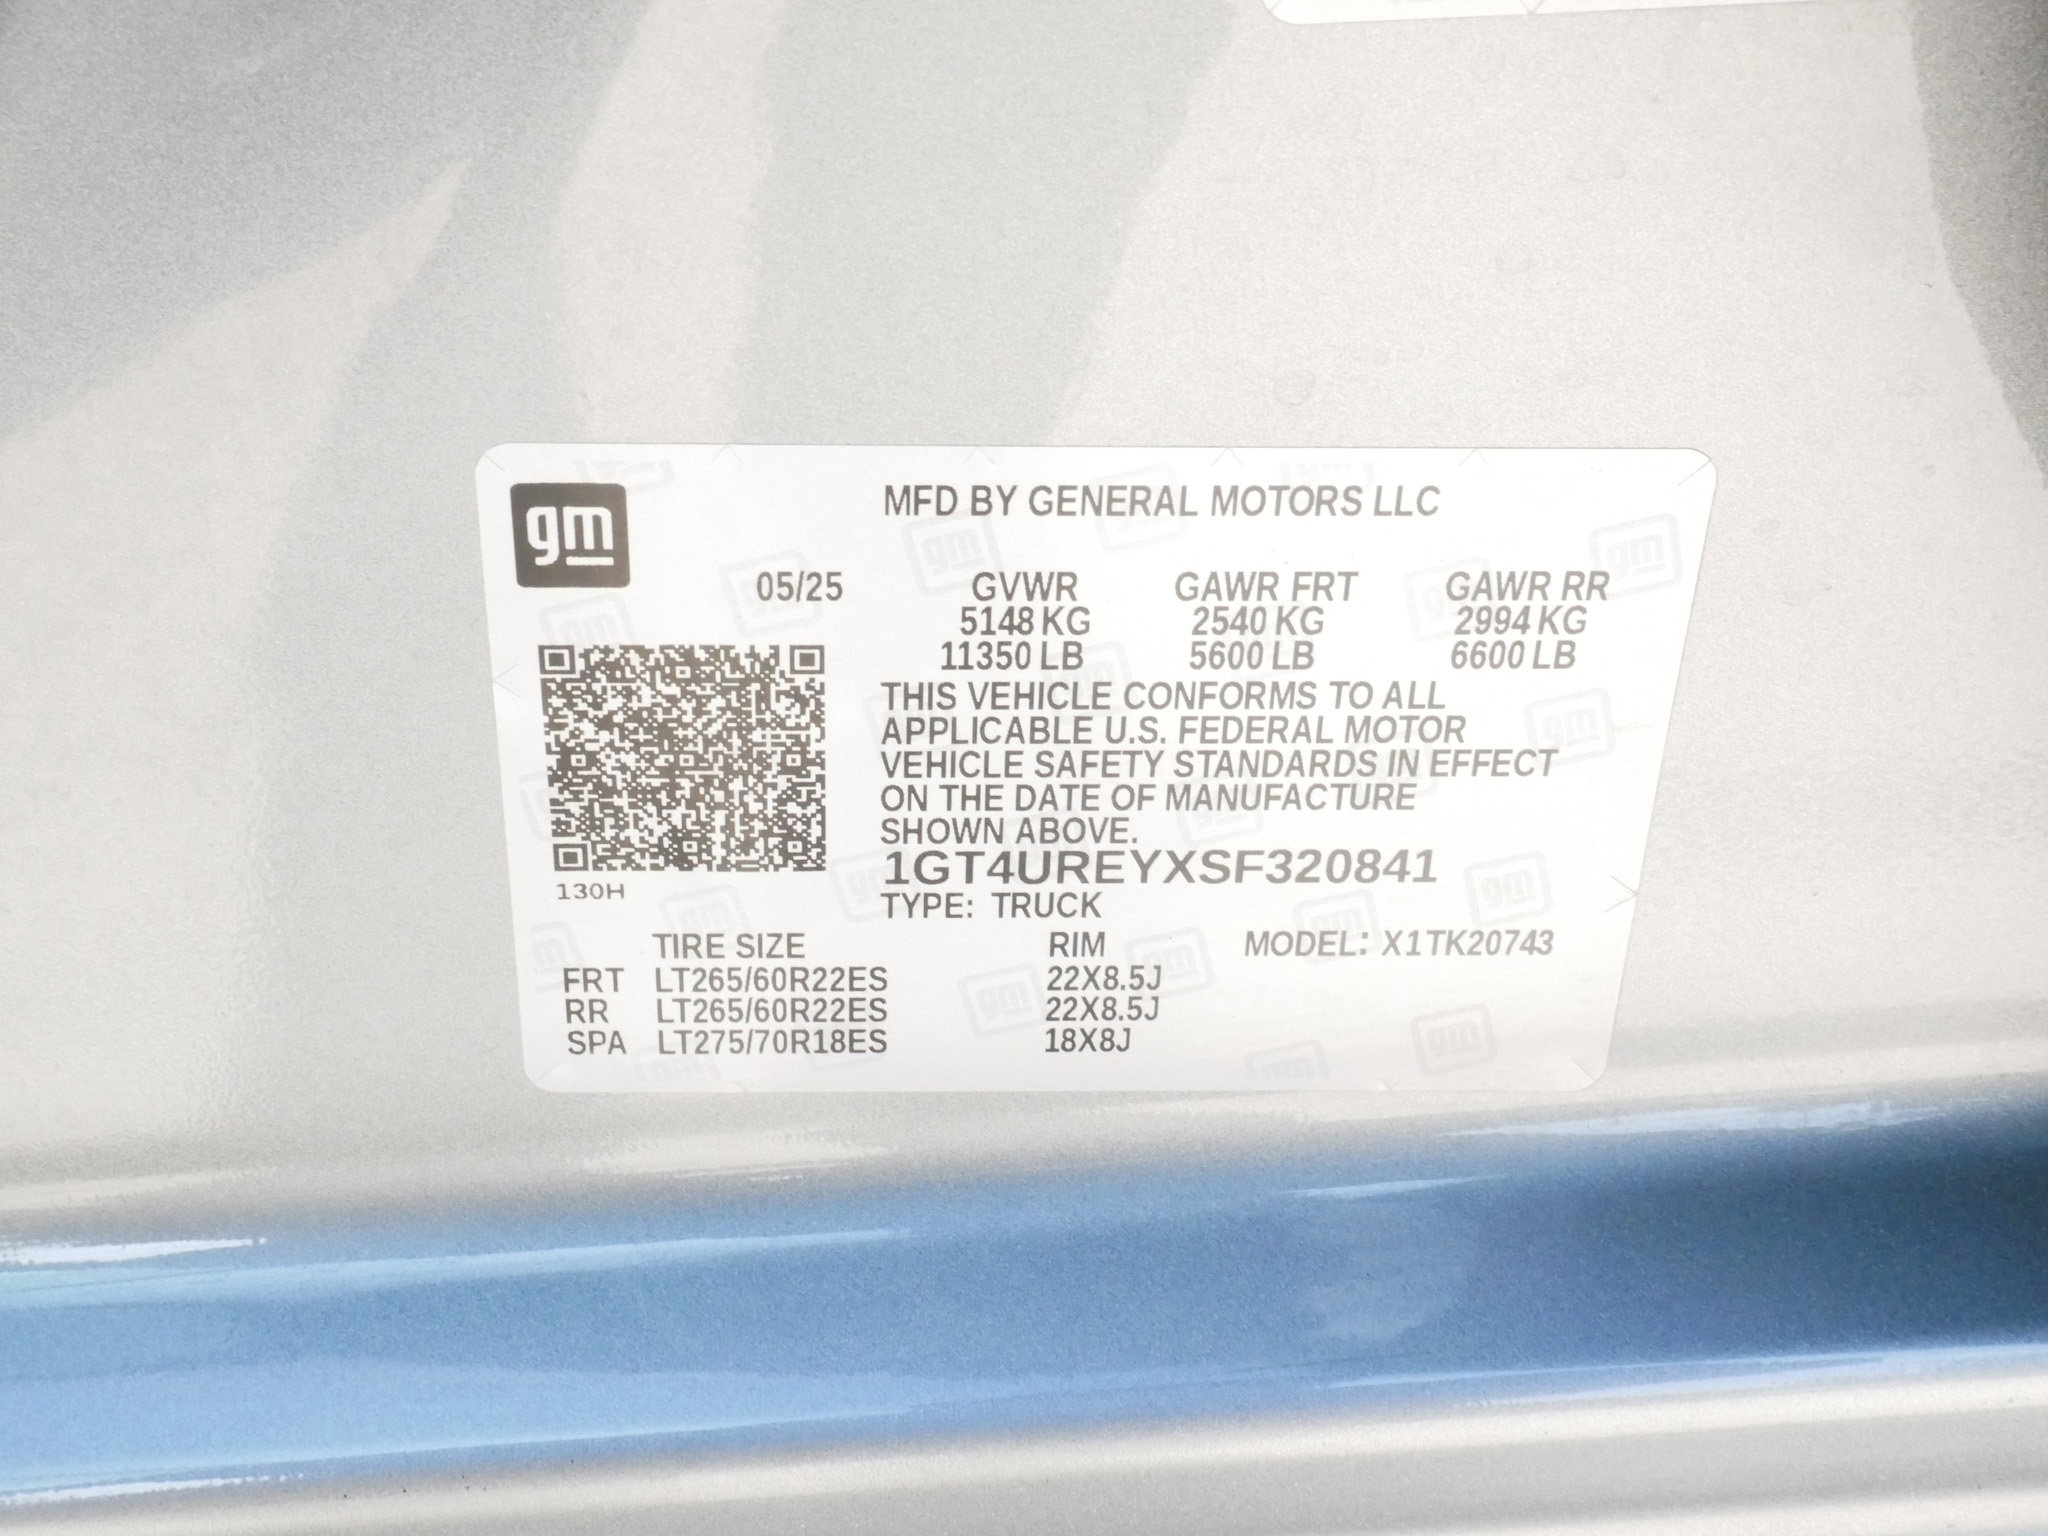 gm
MFD BY GENERAL MOTORS LLC
05/25 GVWR GAWR FRT GAWR RR
5148 KG 2540 KG 2994 KG
11350 LB 5600 LB 6600 LB
THIS VEHICLE CONFORMS TO ALL
APPLICABLE U.S. FEDERAL MOTOR
VEHICLE SAFETY STANDARDS IN EFFECT
ON THE DATE OF MANUFACTURE
SHOWN ABOVE.
1GT4UREYXSF320841
130H
TYPE: TRUCK
TIRE SIZE RIM MODEL: X1TK20743
FRT LT265/60R22ES 22X8.5J
RR LT265/60R22ES 22X8.5J
SPA LT275/70R18ES 18X8J